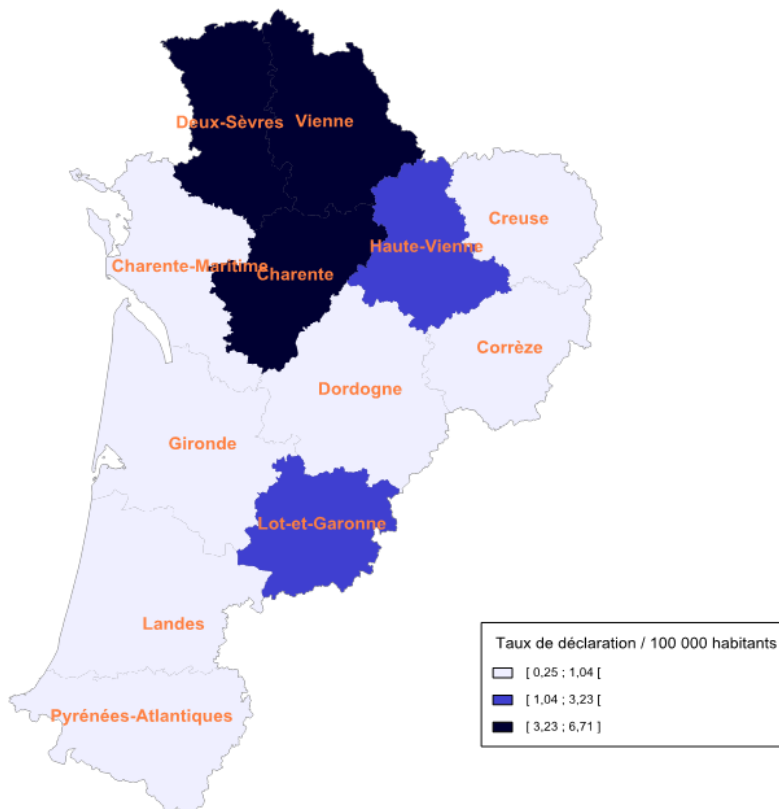 Deux-Sèvres
Vienne
Creuse
Haute-Vienne
Charente-Maritime
Charente
Corrèze
Dordogne
Gironde
Lot-et-Garonne
Landes
Pyrénées-Atlantiques
Taux de déclaration / 100 000 habitants
[ 0,25 ; 1,04 [
[ 1,04 ; 3,23 [
[ 3,23 ; 6,71 ]